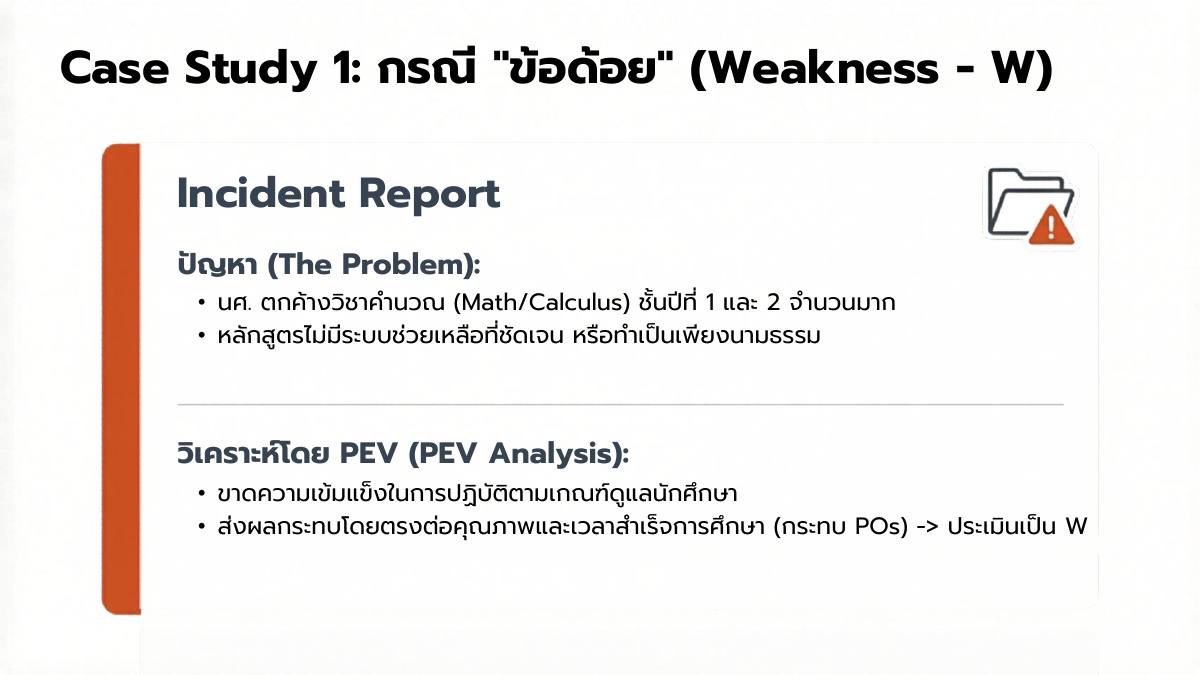 Case Study 1: กรณี "ข้อด้อย" (Weakness - W)
Incident Report
ปัญหา (The Problem):
• นศ. ตกค้างวิชาคำนวณ (Math/Calculus) ชั้นปีที่ 1 และ 2 จำนวนมาก
• หลักสูตรไม่มีระบบช่วยเหลือที่ชัดเจน หรือทำเป็นเพียงนามธรรม
วิเคราะห์โดย PEV (PEV Analysis):
• ขาดความเข้มแข็งในการปฏิบัติตามเกณฑ์ดูแลนักศึกษา
• ส่งผลกระทบโดยตรงต่อคุณภาพและเวลาสำเร็จการศึกษา (กระทบ POs) -> ประเมินเป็น W